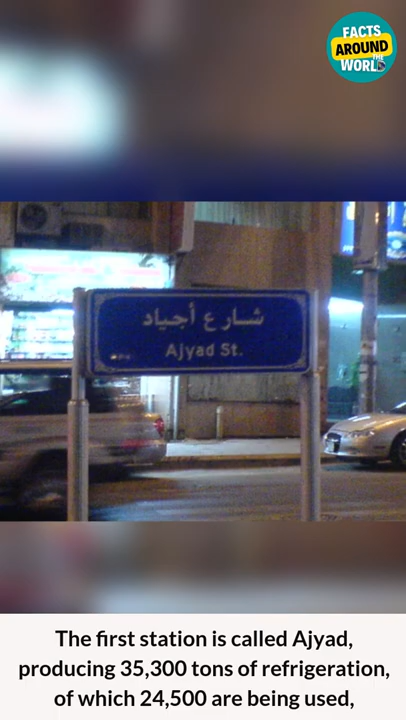 FACTS
AROUND
THE
WORLD
شارع أجياد
Ajyad St.
The first station is called Ajyad,
producing 35,300 tons of refrigeration,
of which 24,500 are being used,